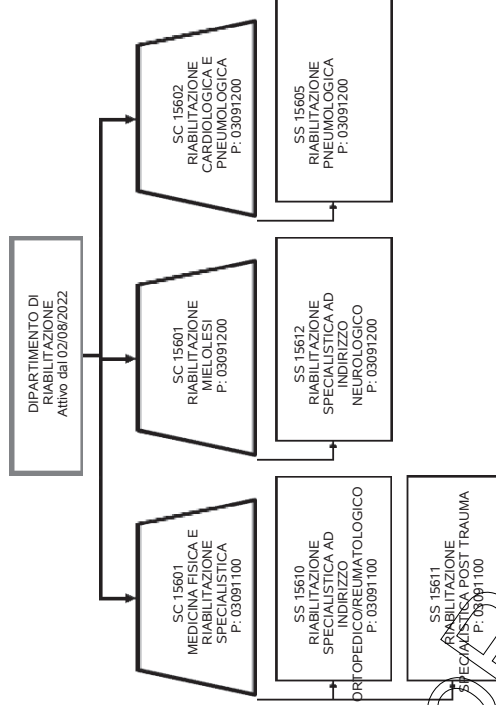 DIPARTIMENTO DI
RIABILITAZIONE
Attivo dal 02/08/2022
SC 15601
MEDICINA FISICA E
RIABILITAZIONE
SPECIALISTICA
P: 03091100
SS 15610
RIABILITAZIONE
SPECIALISTICA AD
INDIRIZZO
ORTOPEDICO/REUMATOLOGICO
P: 03091100
SS 15611
RIABILITAZIONE
SPECIALISTICA POST TRAUMA
P: 03091100
SC 15601
RIABILITAZIONE
MIELOLESI
P: 03091200
SS 15612
RIABILITAZIONE
SPECIALISTICA AD
INDIRIZZO
NEUROLOGICO
P: 03091200
SC 15602
RIABILITAZIONE
CARDIOLOGICA E
PNEUMOLOGICA
P: 03091200
SS 15605
RIABILITAZIONE
PNEUMOLOGICA
P: 03091200